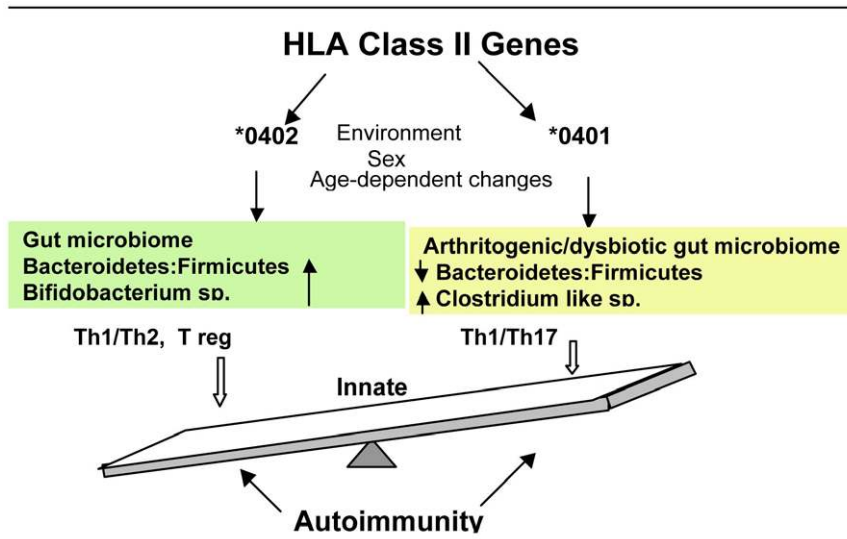 HLA Class II Genes
*0402
Environment
*0401
Sex
Age-dependent changes
Gut microbiome
Bacteroidetes:Firmicutes
Bifidobacterium sp.
Arthritogenic/dysbiotic gut microbiome
Bacteroidetes:Firmicutes
Clostridium like sp.
Th1/Th2, T reg
Th1/Th17
Innate
Autoimmunity